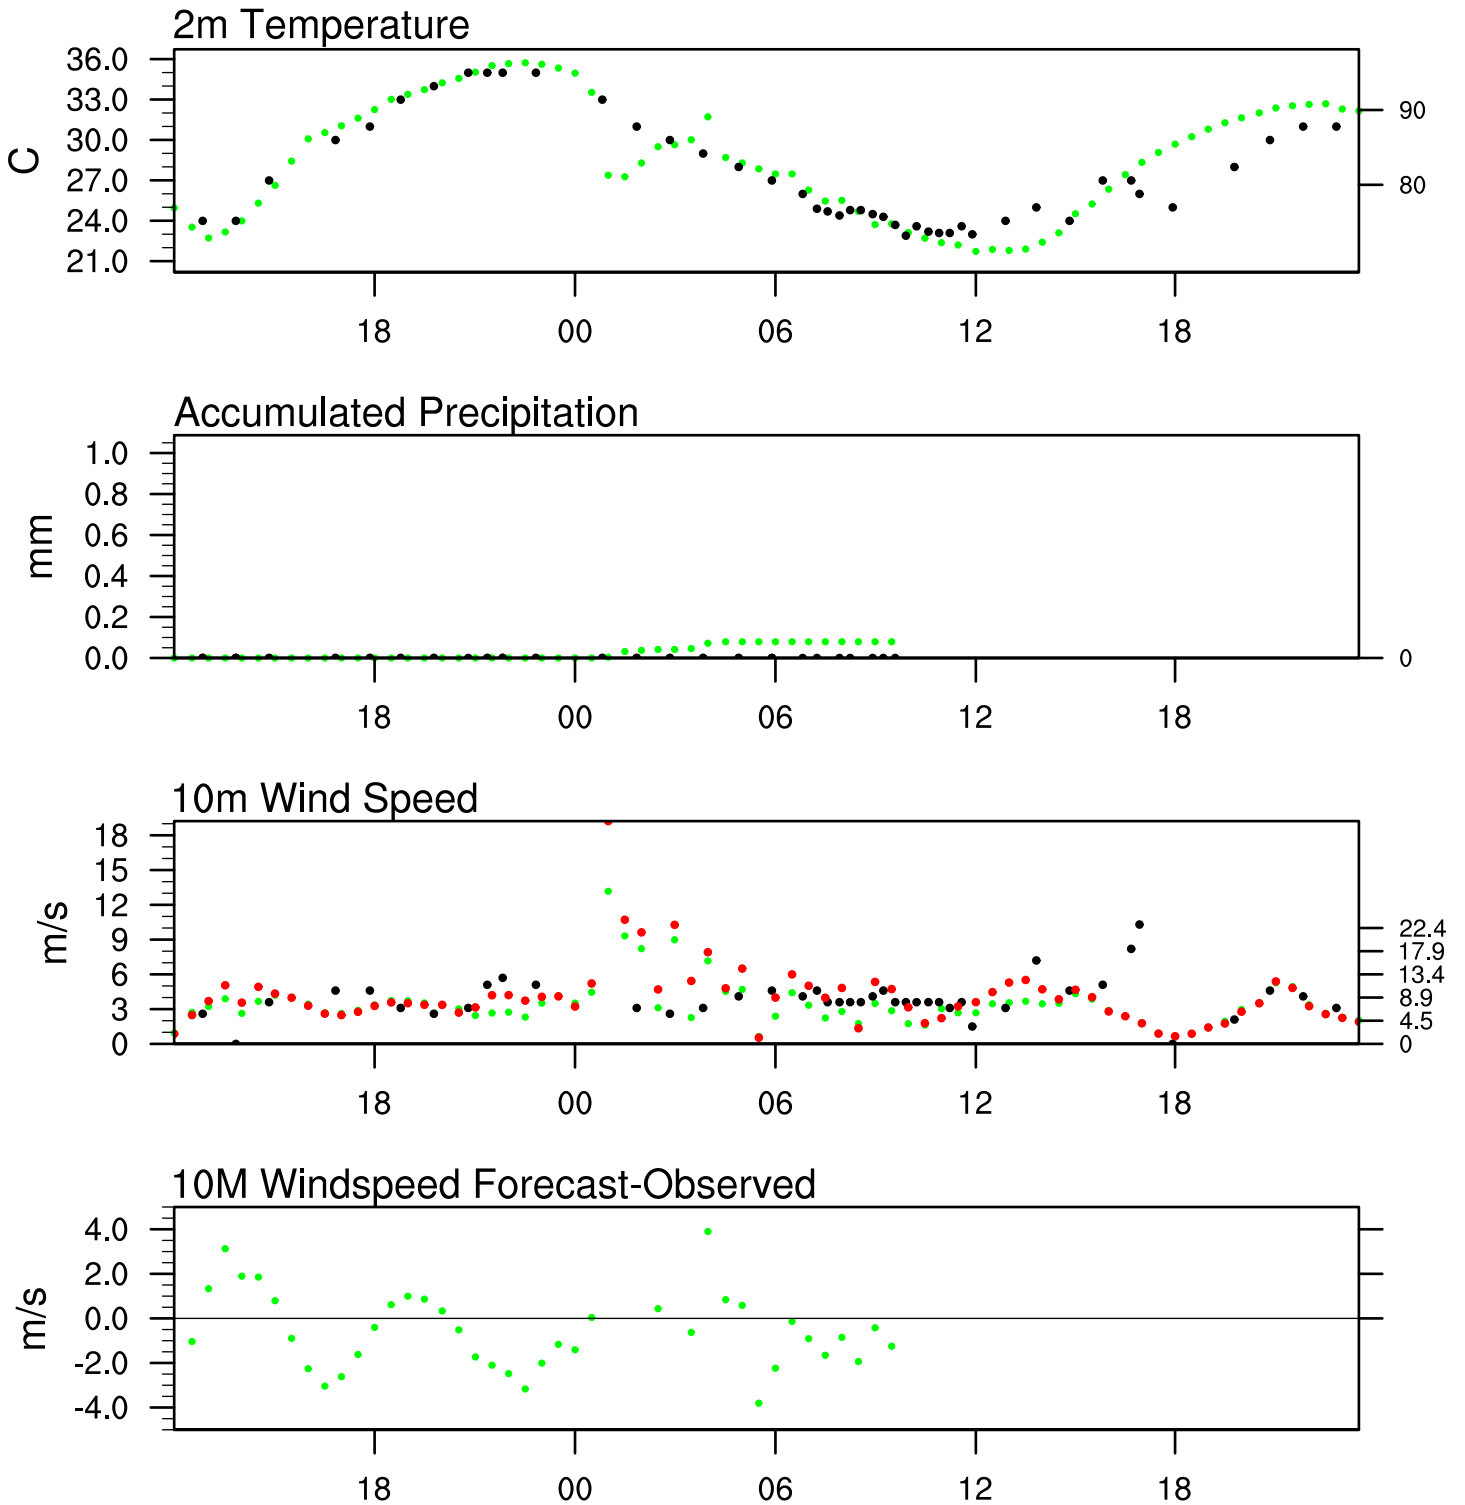 2m Temperature
36.0
33.0
90
30.0
C
27.0
80
24.0
21.0
18 00 06 12 18
Accumulated Precipitation
1.0
0.8
0.6
mm
0.4
0.2
0.0 0
18 00 06 12 18
10m Wind Speed
18
15
12
22.4
9
17.9
m/s
6 13.4
8.9
3
4.5
0 0
18 00 06 12 18
10M Windspeed Forecast-Observed
4.0
2.0
0.0
m/s
-2.0
-4.0
18 00 06 12 18